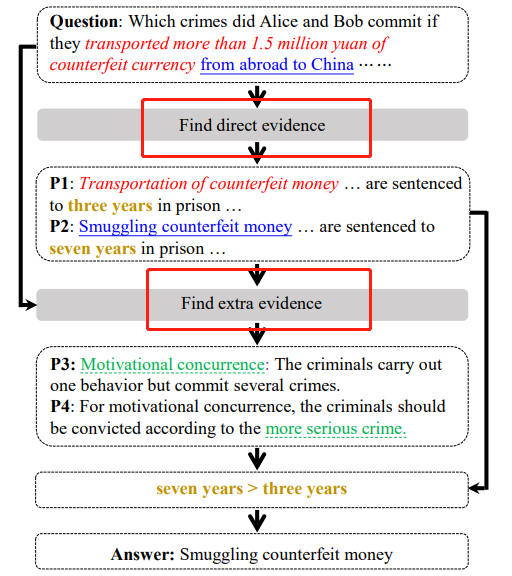 Question: Which crimes did Alice and Bob commit if
they transported more than 1.5 million yuan of
counterfeit currency from abroad to China ⋯ ⋯
Find direct evidence
P1: Transportation of counterfeit money … are sentenced
to three years in prison …
P2: Smuggling counterfeit money … are sentenced to
seven years in prison …
Find extra evidence
P3: Motivational concurrence: The criminals carry out
one behavior but commit several crimes.
P4: For motivational concurrence, the criminals should
be convicted according to the more serious crime.
seven years > three years
Answer: Smuggling counterfeit money